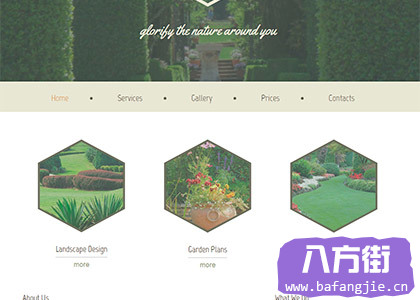 glorify the nature around you
Home • Services • Gallery • Prices • Contacts
Landscape Design
Garden Plans
more
more
八方街
www.bafangjie.cn
About Us
What We Do